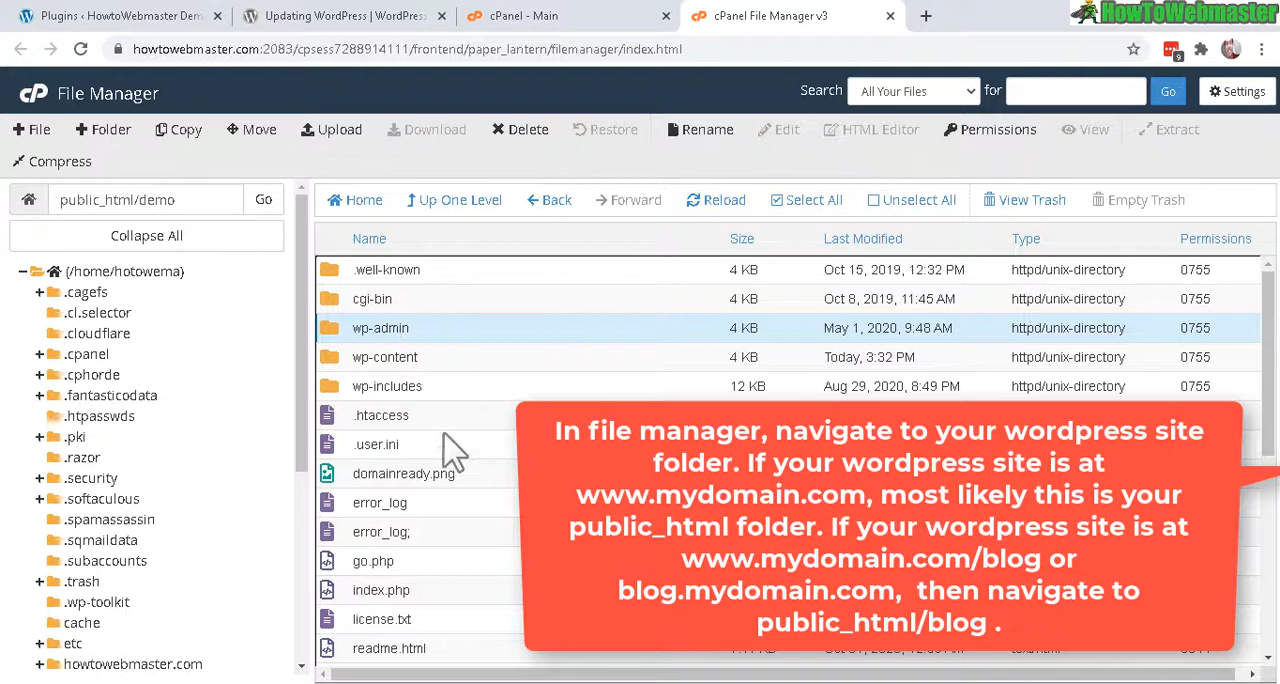 Plugins ‹ HowToWebmaster Dem
Updating WordPress | WordPress
cPanel - Main
cPanel File Manager v3
HowToWebmaster
howtowebmaster.com:2083/cpsess7288914111/frontend/paper_lantern/filemanager/index.html
9
cP File Manager
Search All Your Files for Go Settings
File Folder Copy Move Upload Download Delete Restore Rename Edit HTML Editor Permissions View Extract
Compress
public_html/demo Go
Home Up One Level Back Forward Reload Select All Unselect All View Trash Empty Trash
Collapse All
Name Size Last Modified Type Permissions
(/home/hotowema)
.cagefs
.cl.selector
.cloudflare
.cpanel
.cphorde
.fantasticodata
.htpasswds
.pki
.razor
.security
.softaculous
.spamassassin
.sqmaildata
.subaccounts
.trash
.wp-toolkit
cache
etc
howtowebmaster.com
.well-known 4 KB Oct 15, 2019, 12:32 PM httpd/unix-directory 0755
cgi-bin 4 KB Oct 8, 2019, 11:45 AM httpd/unix-directory 0755
wp-admin 4 KB May 1, 2020, 9:48 AM httpd/unix-directory 0755
wp-content 4 KB Today, 3:32 PM httpd/unix-directory 0755
wp-includes 12 KB Aug 29, 2020, 8:49 PM httpd/unix-directory 0755
.htaccess
.user.ini
ready.png
error_log
index.php
license.txt
readme.html
In file manager, navigate to your wordpress site
folder. If your wordpress site is at
www.mydomain.com, most likely this is your
public_html folder. If your wordpress site is at
www.mydomain.com/blog or
blog.mydomain.com, then navigate to
public_html/blog .